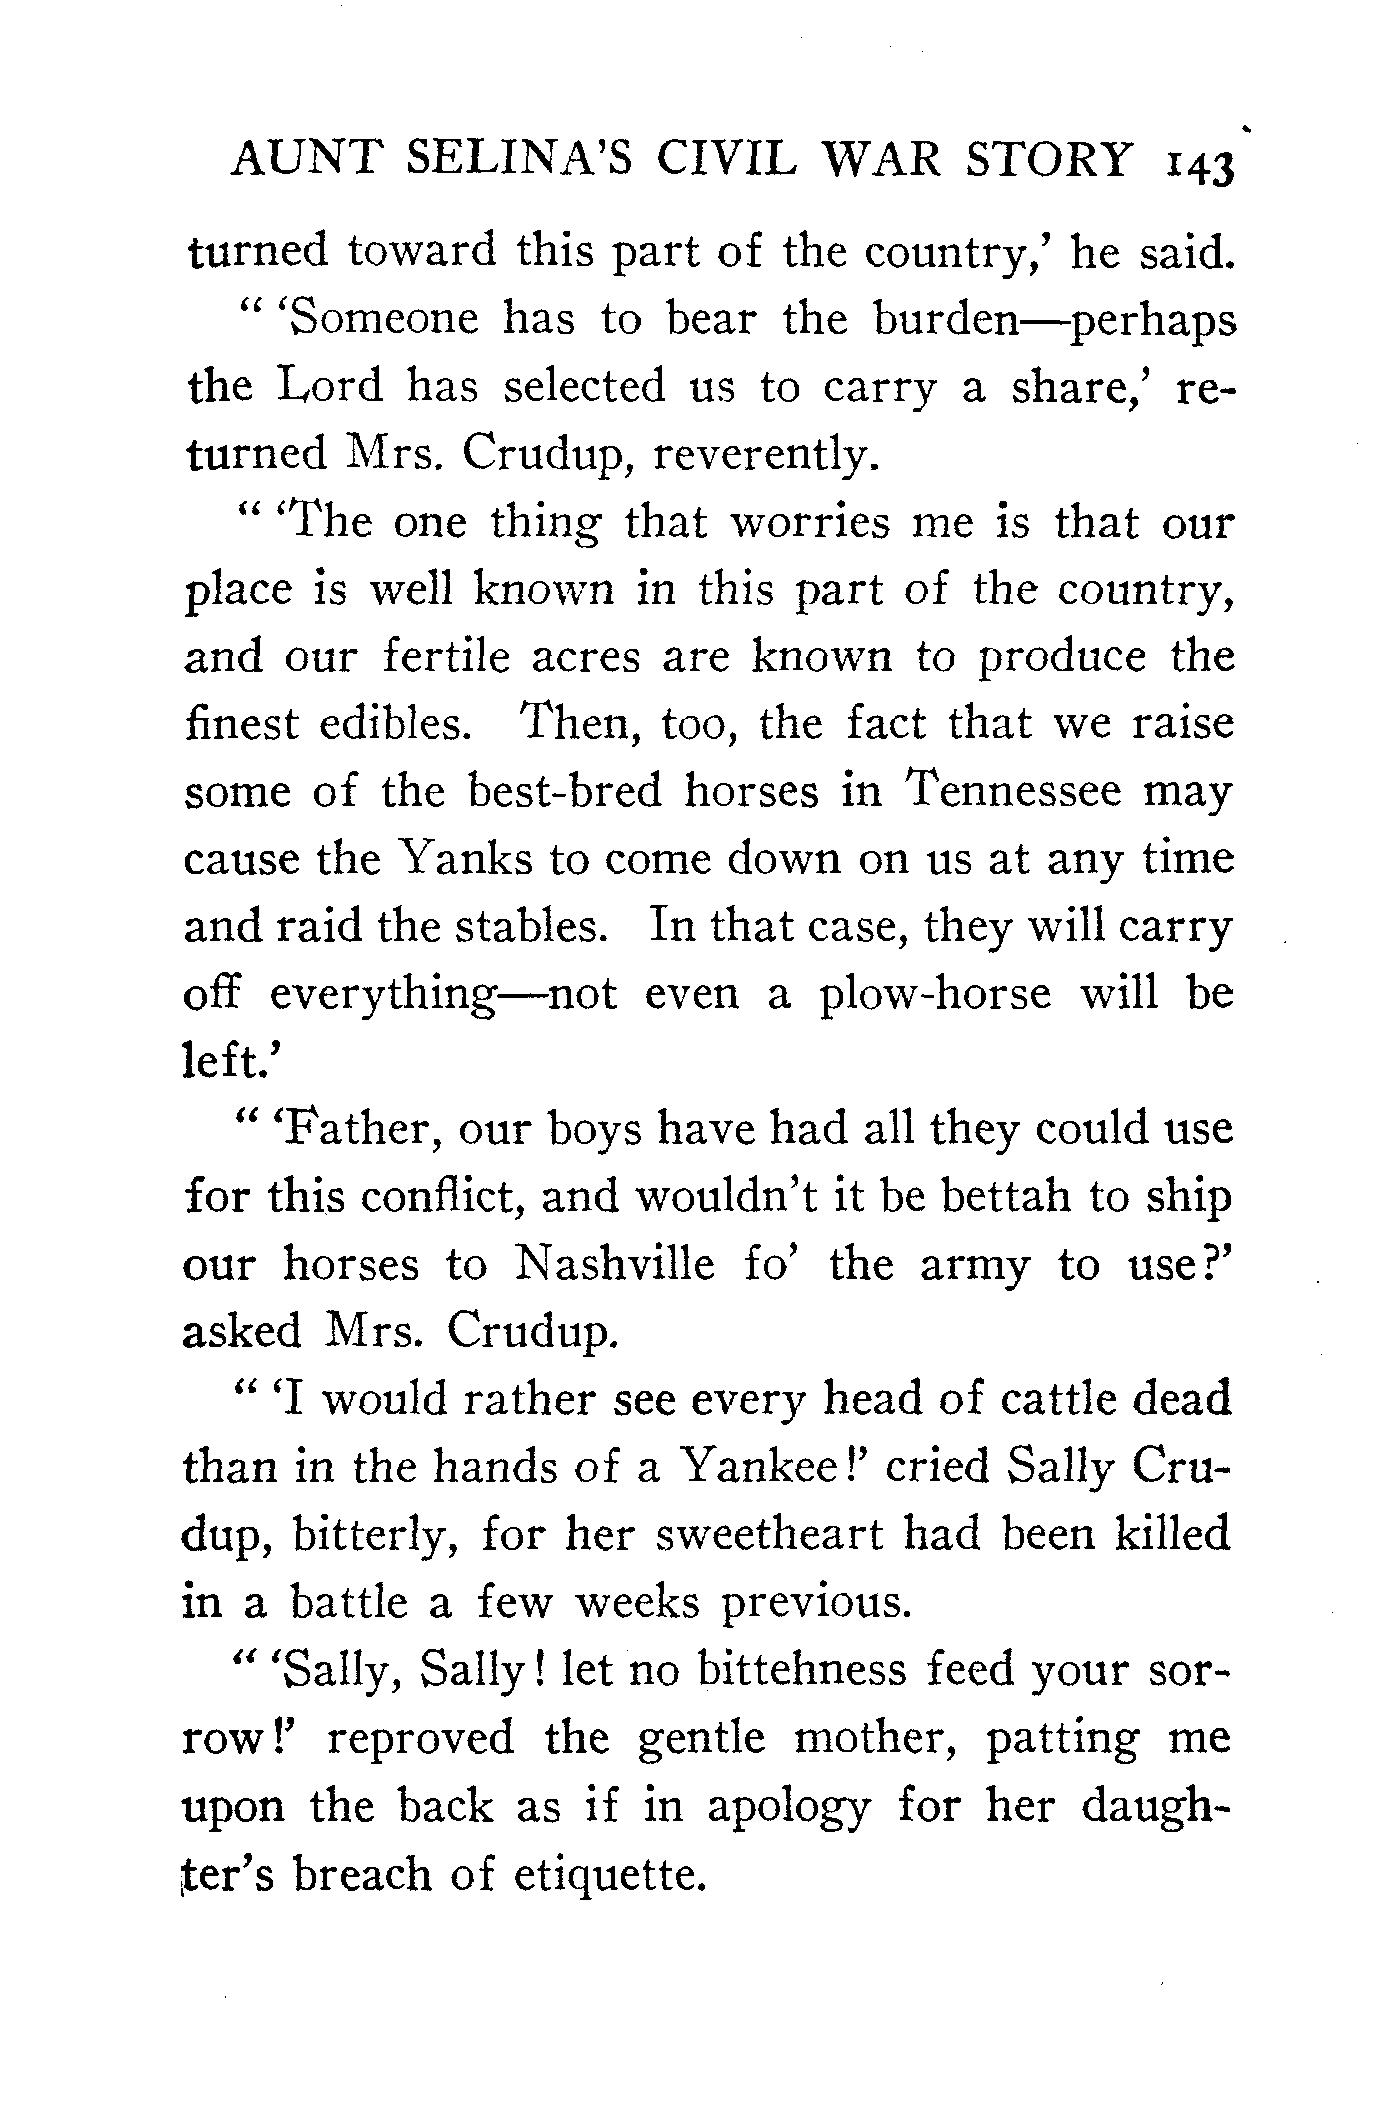 AUNT SELINA'S CIVIL WAR STORY 143
turned toward this part of the country,' he said.
" 'Someone has to bear the burden—perhaps
the Lord has selected us to carry a share,' re-
turned Mrs. Crudup, reverently.
" 'The one thing that worries me is that our
place is well known in this part of the country,
and our fertile acres are known to produce the
finest edibles. Then, too, the fact that we raise
some of the best-bred horses in Tennessee may
cause the Yanks to come down on us at any time
and raid the stables. In that case, they will carry
off everything—not even a plow-horse will be
left.'
" 'Father, our boys have had all they could use
for this conflict, and wouldn't it be bettah to ship
our horses to Nashville fo' the army to use?'
asked Mrs. Crudup.
" 'I would rather see every head of cattle dead
than in the hands of a Yankee!' cried Sally Cru-
dup, bitterly, for her sweetheart had been killed
in a battle a few weeks previous.
" 'Sally, Sally! let no bittehness feed your sor-
row!' reproved the gentle mother, patting me
upon the back as if in apology for her daugh-
ter's breach of etiquette.